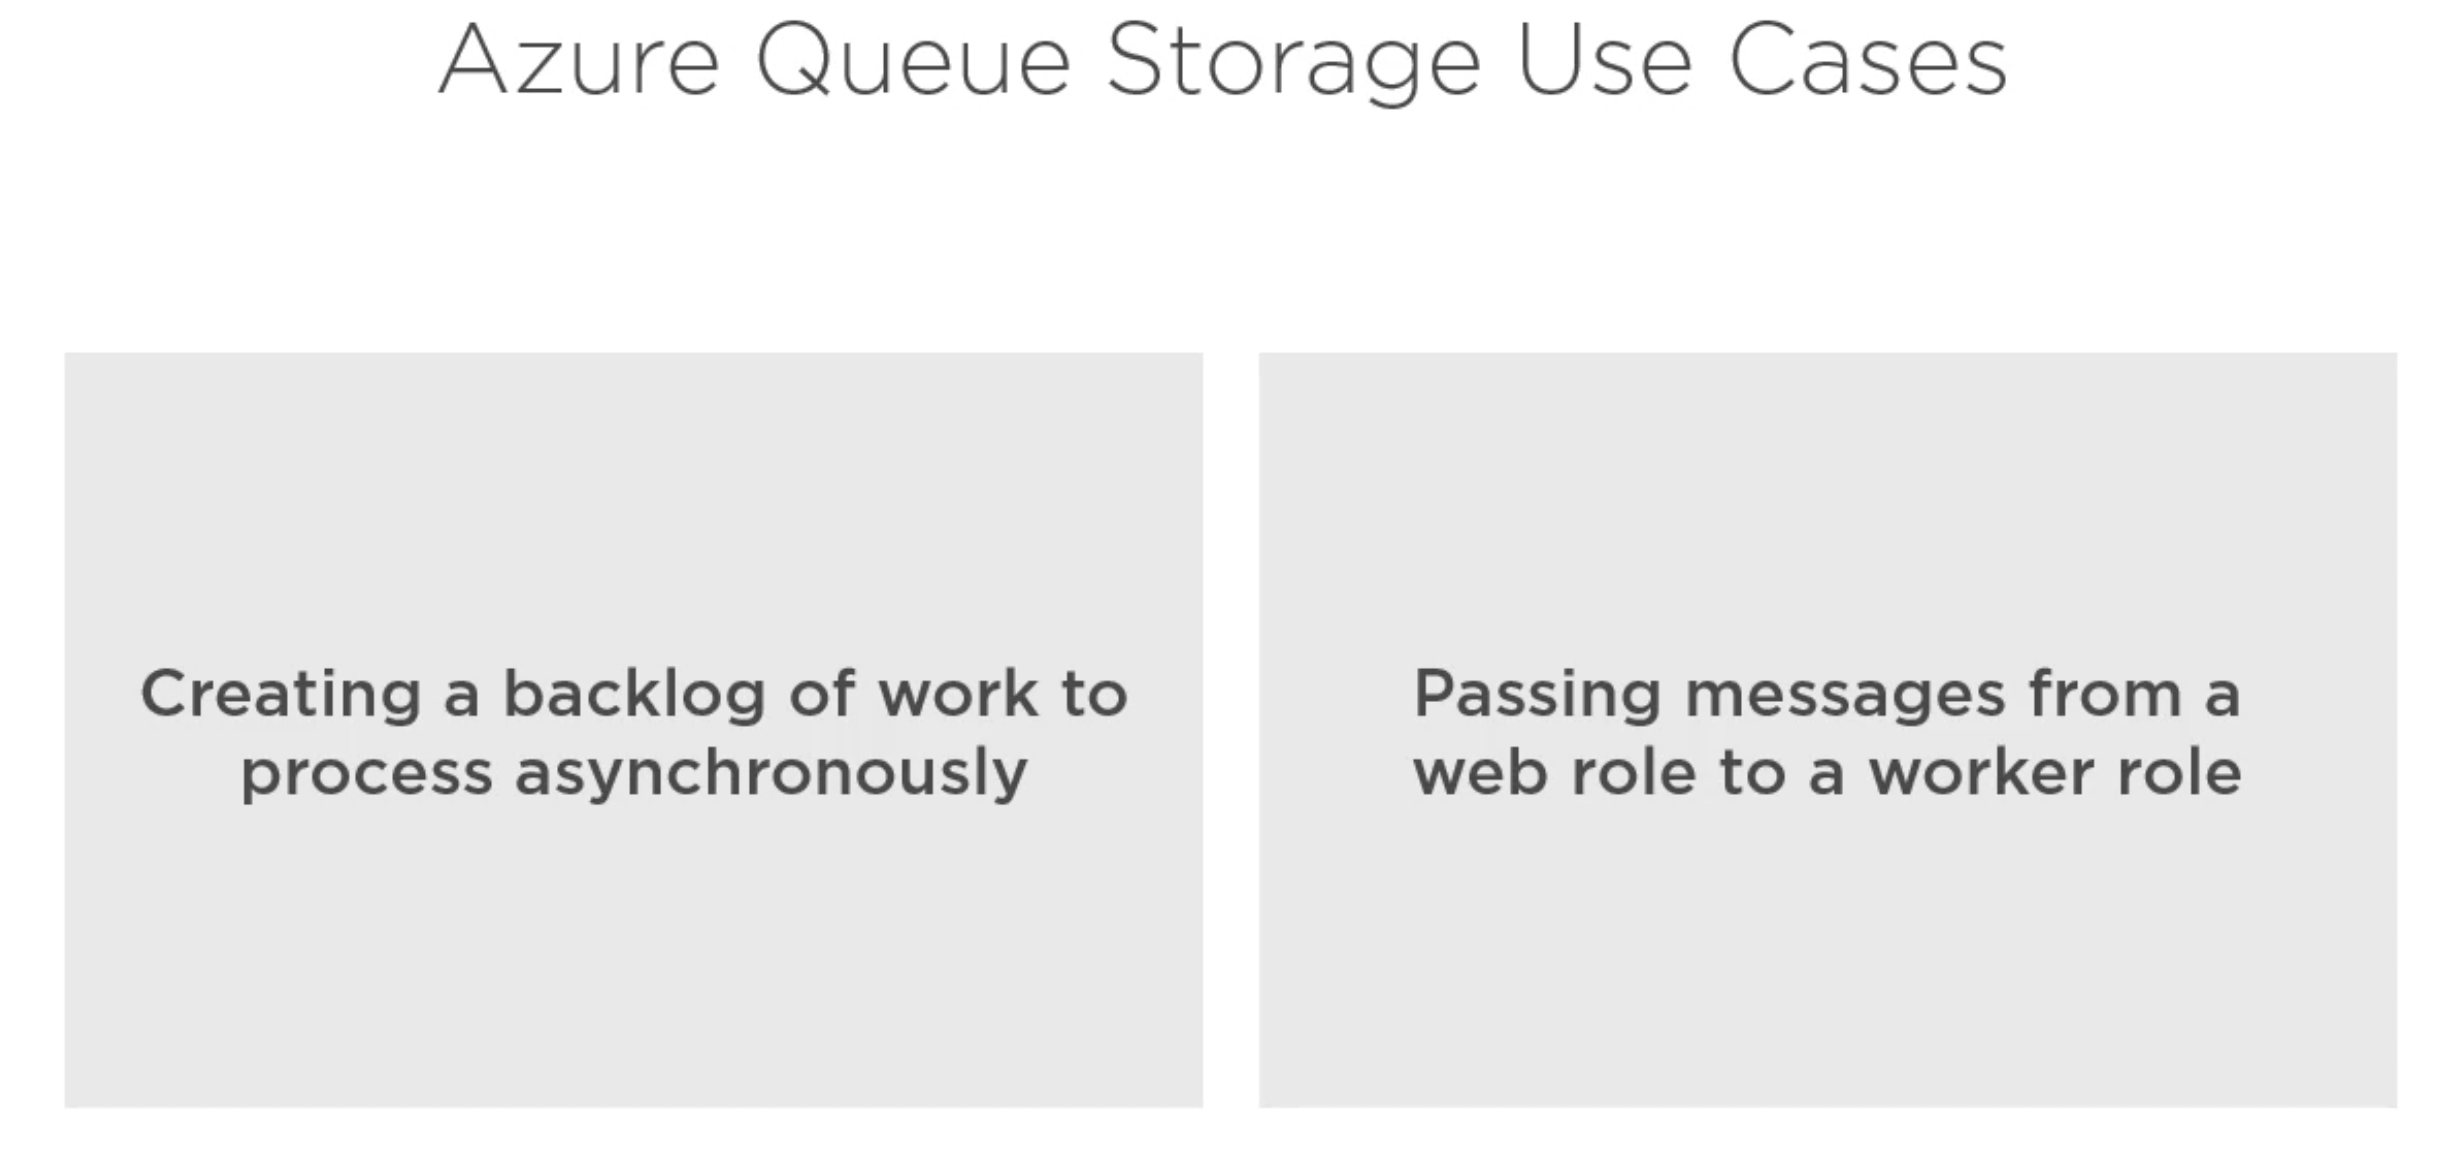 Azure Queue Storage Use Cases
Creating a backlog of work to
process asynchronously
Passing messages from a
web role to a worker role